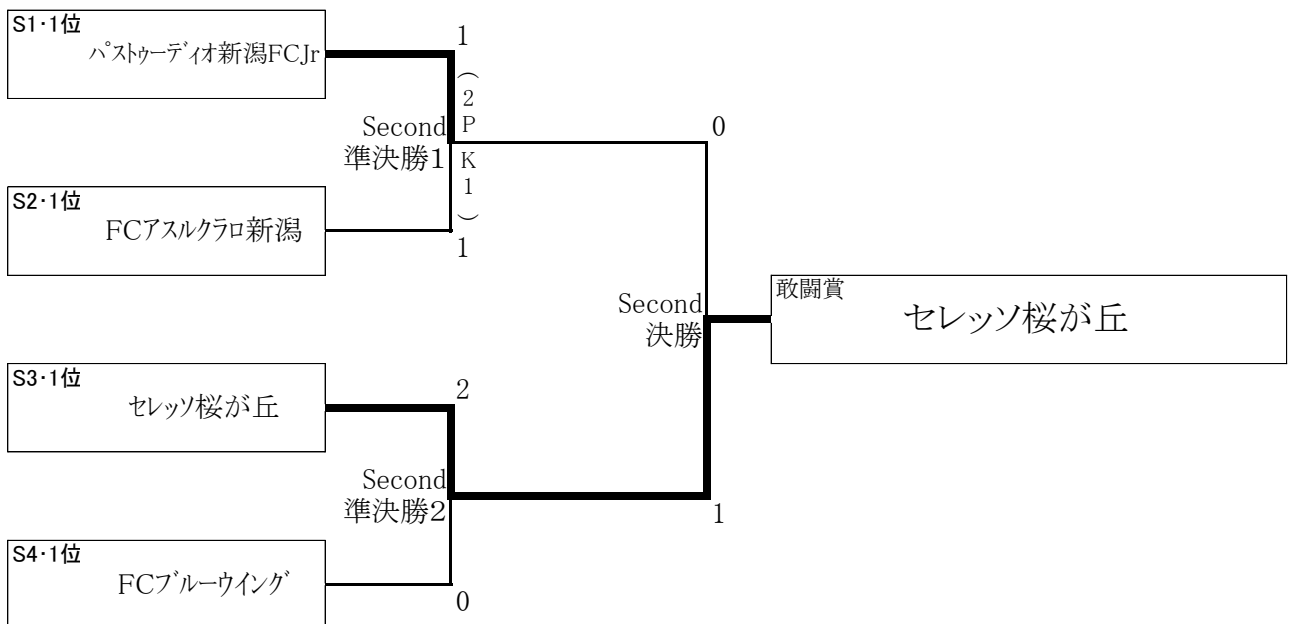 S1・1位
パストゥーディオ新潟FCJr
1
（2PK1）
Second
準決勝1
0
S2・1位
FCアスルクラロ新潟
1
Second
決勝
敢闘賞
セレッソ桜が丘
S3・1位
セレッソ桜が丘
2
Second
準決勝2
1
S4・1位
FCブルーウイング
0